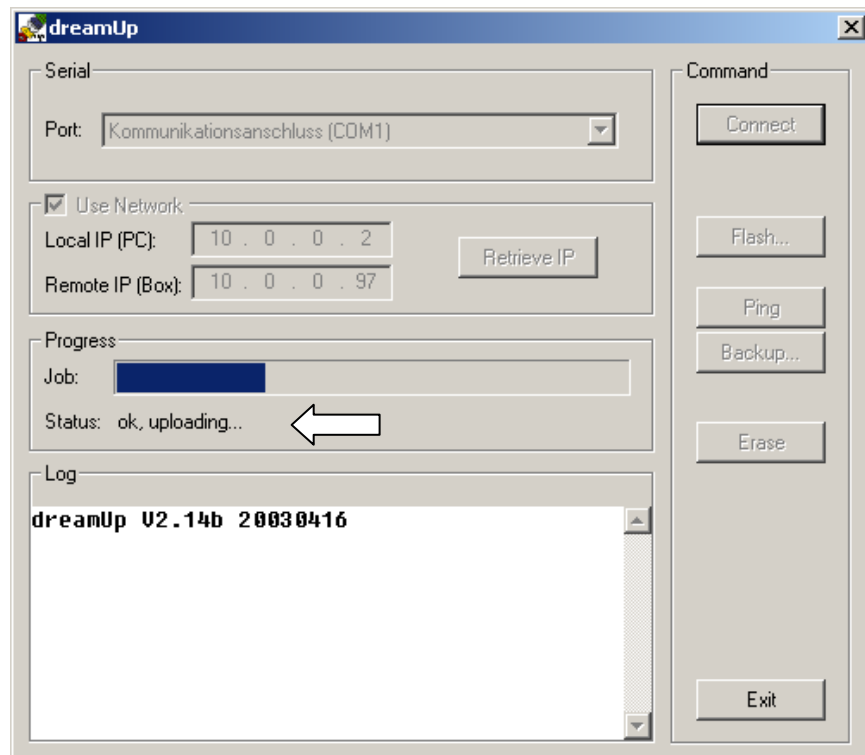 dreamUp
Serial
Port: Kommunikationsanschluss (COM1)
Use Network
Local IP (PC): 10 . 0 . 0 . 2
Remote IP (Box): 10 . 0 . 0 . 97
Retrieve IP
Progress
Job:
Status: ok, uploading...
Log
dreamUp V2.14b 20030416
Command
Connect
Flash...
Ping
Backup...
Erase
Exit